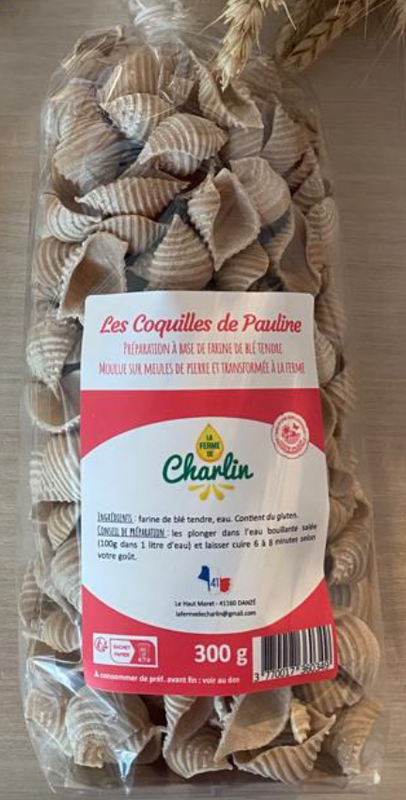 Les Coquilles de Pauline
PRÉPARATION À BASE DE FARINE DE BLÉ TENDRE
MOULUE SUR MEULES DE PIERRE ET TRANSFORMÉE À LA FERME
LA
FERME
DE
Charlin
INGRÉDIENTS : farine de blé tendre, eau. Contient du gluten.
CONSEIL DE PRÉPARATION : les plonger dans l'eau bouillante salée
(100g dans 1 litre d'eau) et laisser cuire 6 à 8 minutes selon
votre goût.
41
Le Haut Meret - 41160 DANZÉ
lafermedecharlin@gmail.com
SACHET
PAPIER
300 g
A consommer de préf. avant fin : voir au dos